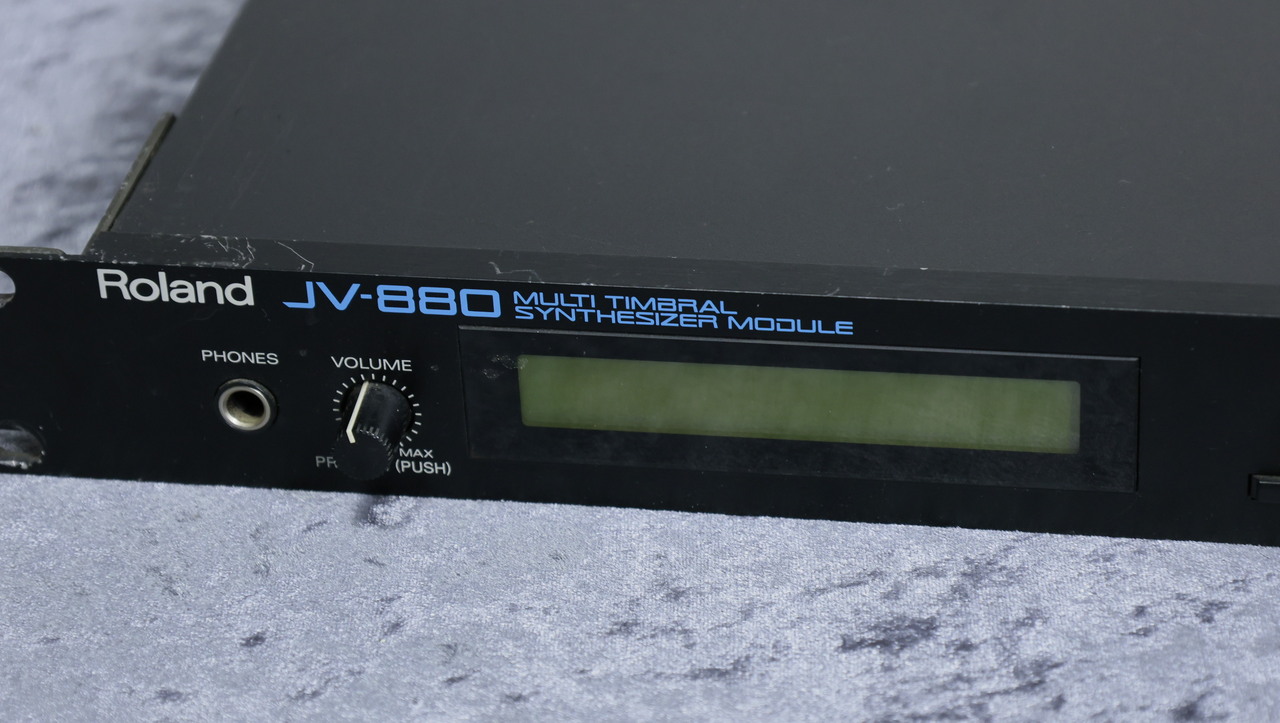 Roland JV-880 MULTI TIMBRAL
SYNTHESIZER MODULE
PHONES
VOLUME
MAX
(PUSH)